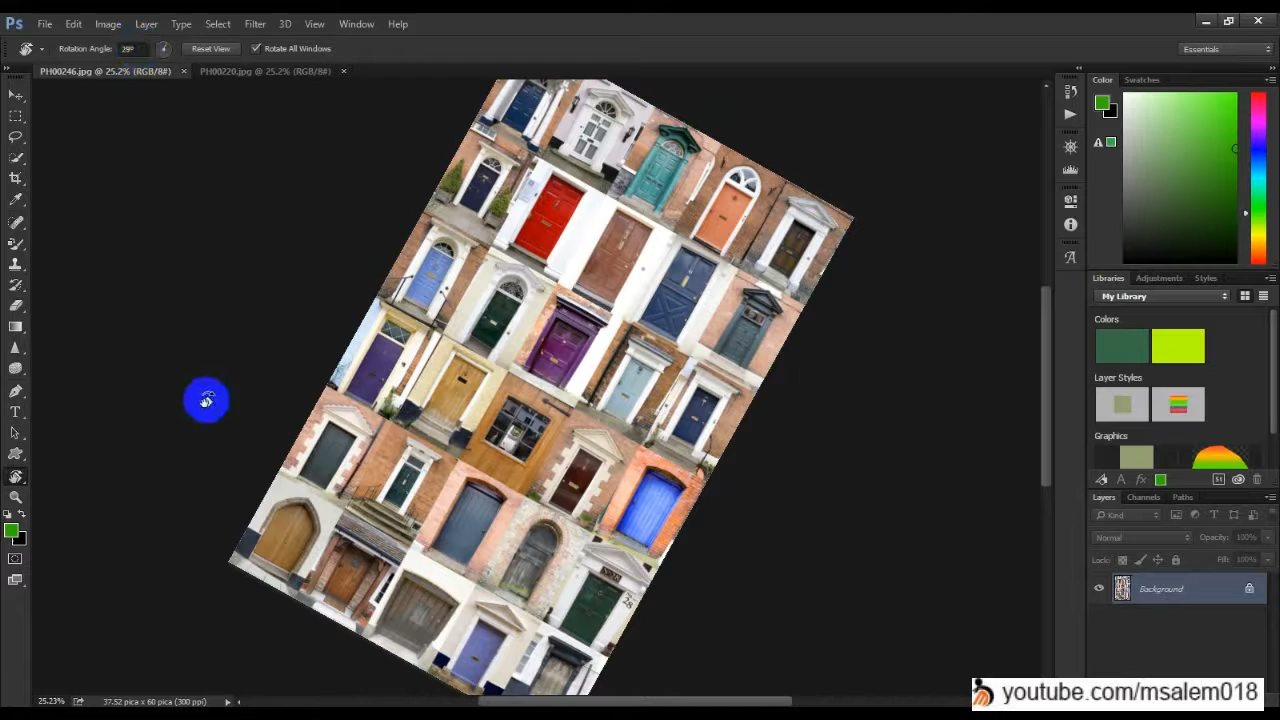 Ps File Edit Image Layer Type Select Filter 3D View Window Help
Rotation Angle: 29° Reset View Rotate All Windows Essentials
PH00246.jpg @ 25.2% (RGB/8#) × PH00220.jpg @ 25.2% (RGB/8#) ×
Color Swatches
Libraries Adjustments Styles
My Library
Colors
Layer Styles
Graphics
Layers Channels Paths
Kind
Normal Opacity: 100%
Lock: Fill: 100%
Background
28
25.23% 37.52 pica x 60 pica (300 ppi)
youtube.com/msalem018